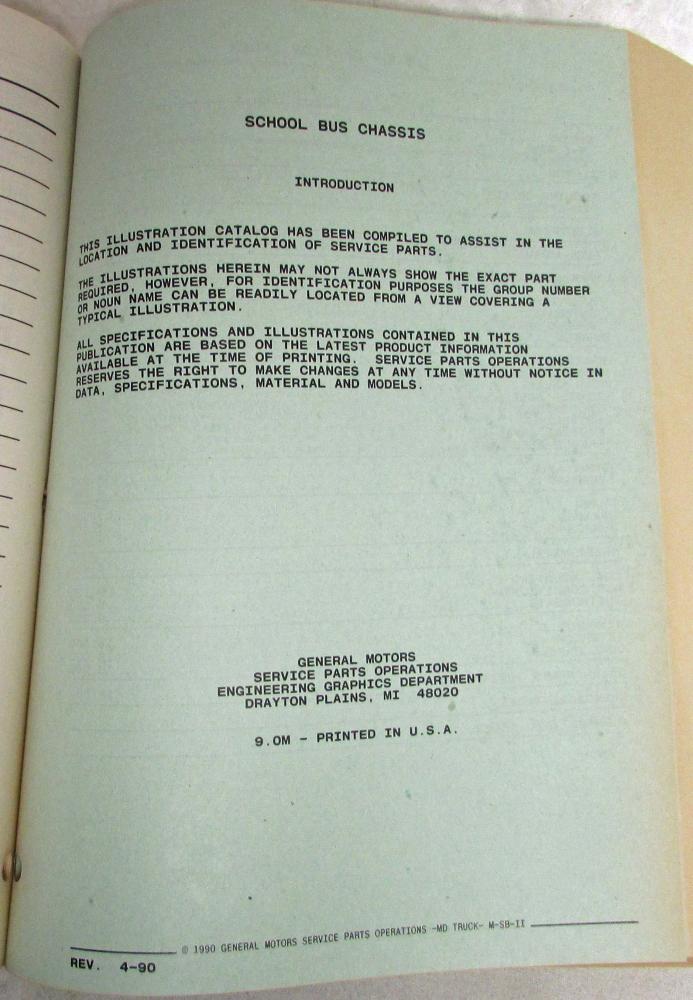 SCHOOL BUS CHASSIS
INTRODUCTION
THIS ILLUSTRATION CATALOG HAS BEEN COMPILED TO ASSIST IN THE
LOCATION AND IDENTIFICATION OF SERVICE PARTS.
THE ILLUSTRATIONS HEREIN MAY NOT ALWAYS SHOW THE EXACT PART
REQUIRED, HOWEVER, FOR IDENTIFICATION PURPOSES THE GROUP NUMBER
OR NOUN NAME CAN BE READILY LOCATED FROM A VIEW COVERING A
TYPICAL ILLUSTRATION.
ALL SPECIFICATIONS AND ILLUSTRATIONS CONTAINED IN THIS
PUBLICATION ARE BASED ON THE LATEST PRODUCT INFORMATION
AVAILABLE AT THE TIME OF PRINTING. SERVICE PARTS OPERATIONS
RESERVES THE RIGHT TO MAKE CHANGES AT ANY TIME WITHOUT NOTICE IN
DATA, SPECIFICATIONS, MATERIAL AND MODELS.
GENERAL MOTORS
SERVICE PARTS OPERATIONS
ENGINEERING GRAPHICS DEPARTMENT
DRAYTON PLAINS, MI 48020
9.0M - PRINTED IN U.S.A.
© 1990 GENERAL MOTORS SERVICE PARTS OPERATIONS -MD TRUCK- M-SB-II
REV. 4-90